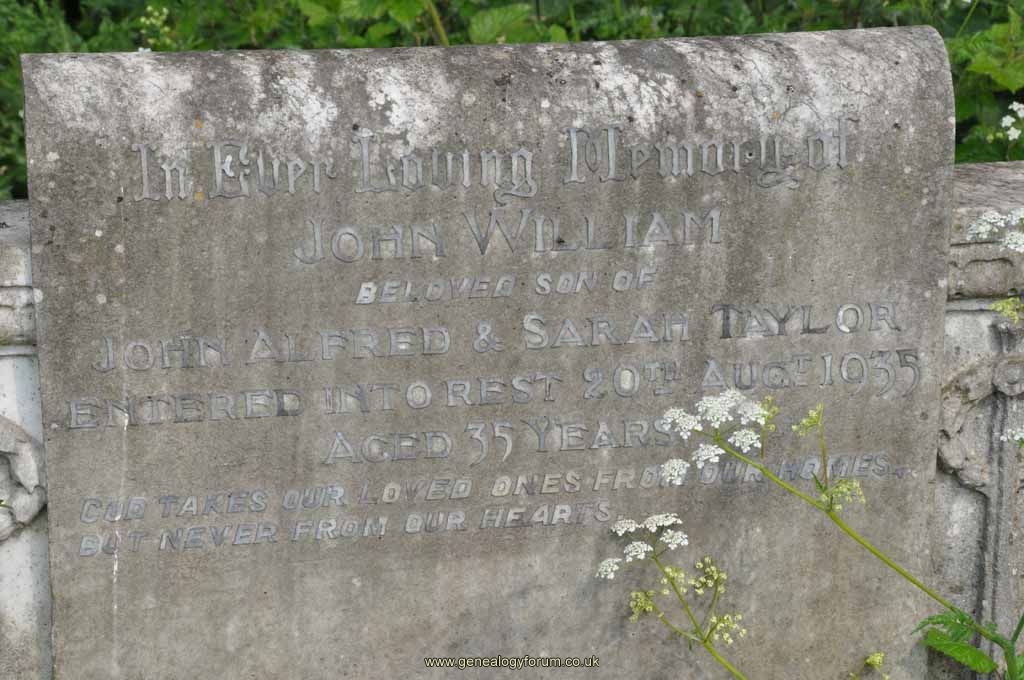 In Ever Loving Memory of
JOHN WILLIAM
BELOVED SON OF
JOHN ALFRED & SARAH TAYLOR
ENTERED INTO REST 20TH AUGT 1935
AGED 35 YEARS
GOD TAKES OUR LOVED ONES FROM OUR HOMES,
BUT NEVER FROM OUR HEARTS.
www.genealogyforum.co.uk